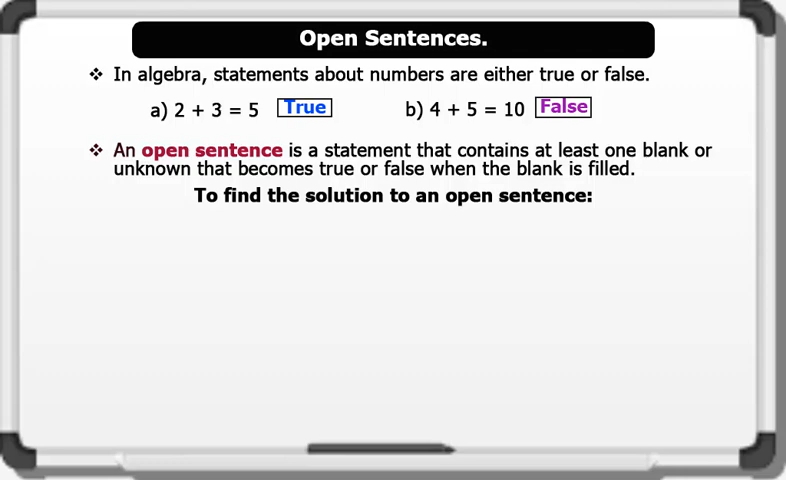 Open Sentences.
❖ In algebra, statements about numbers are either true or false.
a) 2 + 3 = 5 True b) 4 + 5 = 10 False
❖ An open sentence is a statement that contains at least one blank or
unknown that becomes true or false when the blank is filled.
To find the solution to an open sentence: